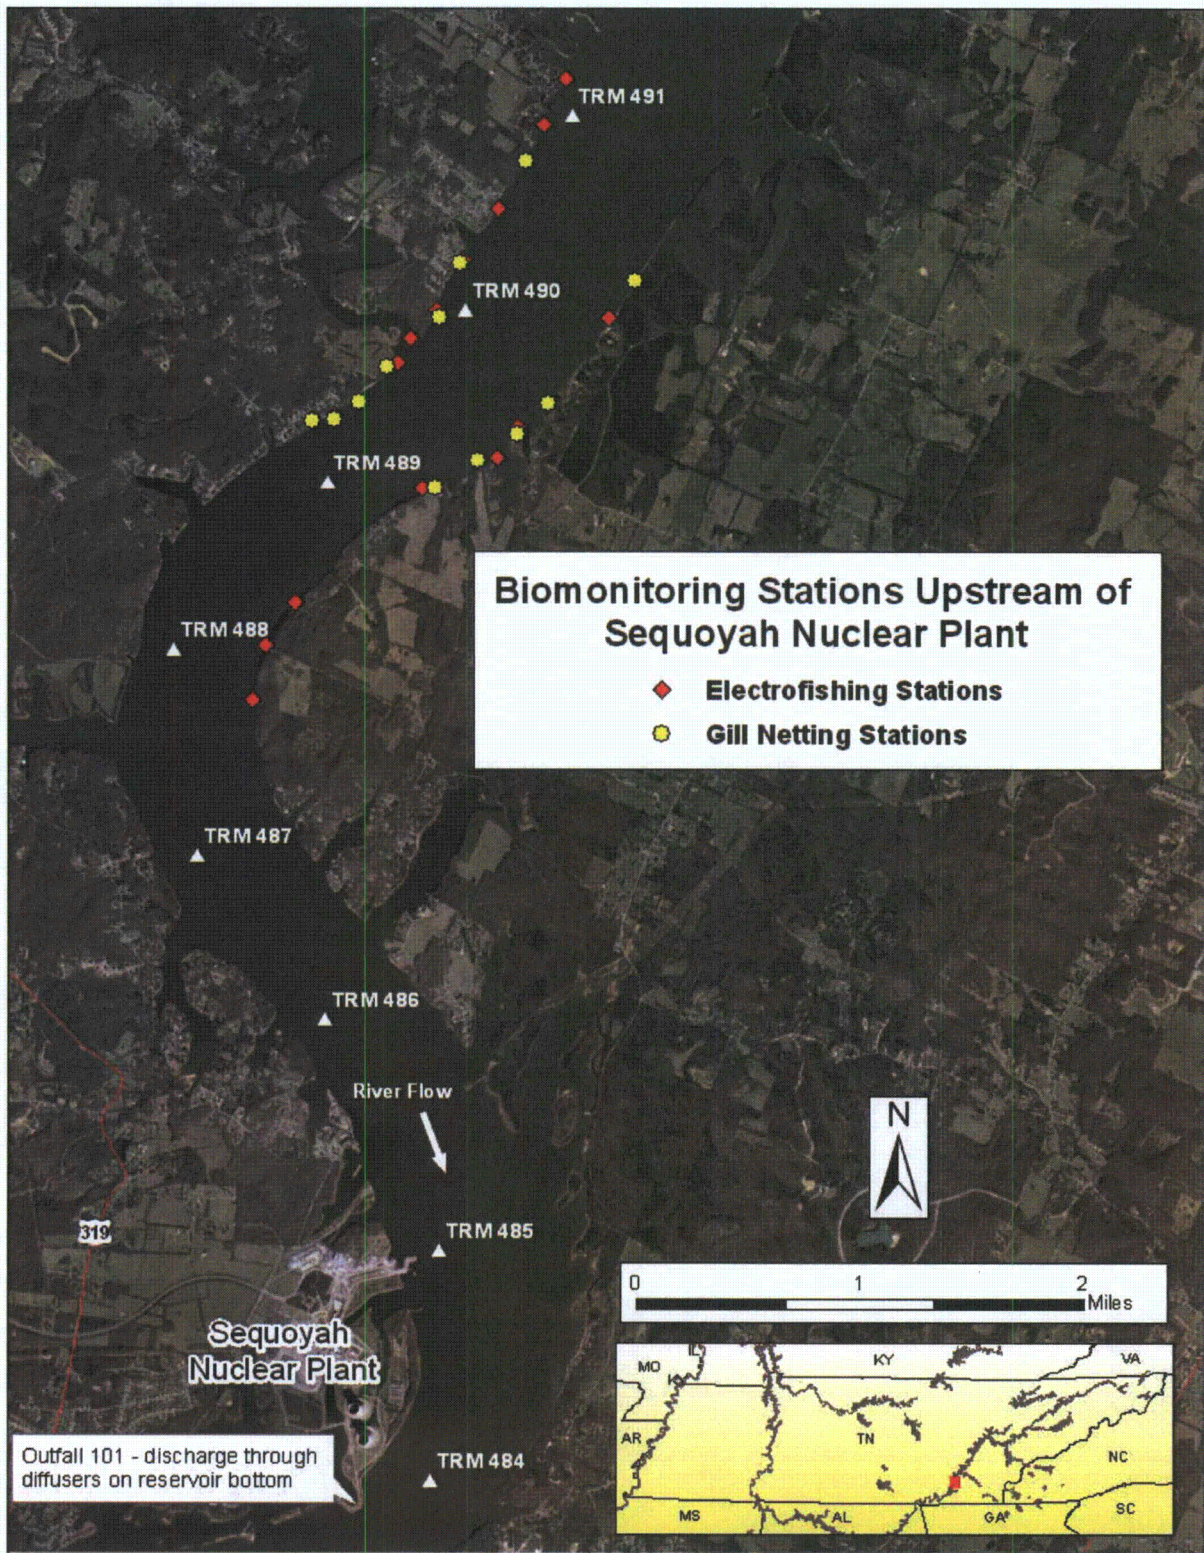 TRM 491
TRM 490
TRM 489
Biomonitoring Stations Upstream of
Sequoyah Nuclear Plant
Electrofishing Stations
Gill Netting Stations
TRM 488
TRM 487
TRM 486
River Flow
N
319
TRM 485
0 1 2
Miles
Sequoyah
Nuclear Plant
Outfall 101 - discharge through
diffusers on reservoir bottom
TRM 484
MO
IL
KY
KY
VA
AR
TN
NC
MS
AL
GA
SC